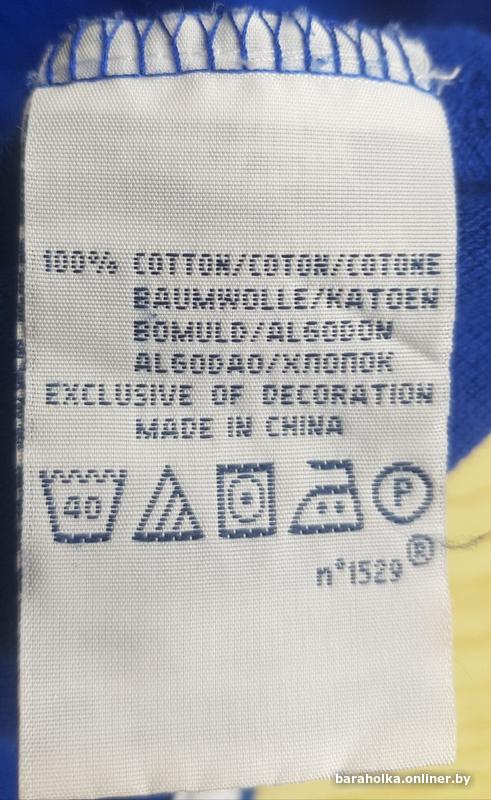 100% COTTON/COTON/COTONE
BAUMWOLLE/KATOEN
BOMULD/ALGODON
ALGODAO/ХЛОПОК
EXCLUSIVE OF DECORATION
MADE IN CHINA
40 P
n°1529®
baraholka.onliner.by